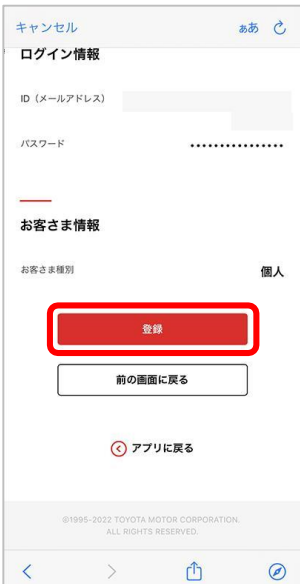 キャンセル
ぁあ
ログイン情報
ID（メールアドレス）
パスワード
•••••••••••••••••
お客さま情報
お客さま種別
個人
登録
前の画面に戻る
アプリに戻る
©1995-2022 TOYOTA MOTOR CORPORATION.
ALL RIGHTS RESERVED.